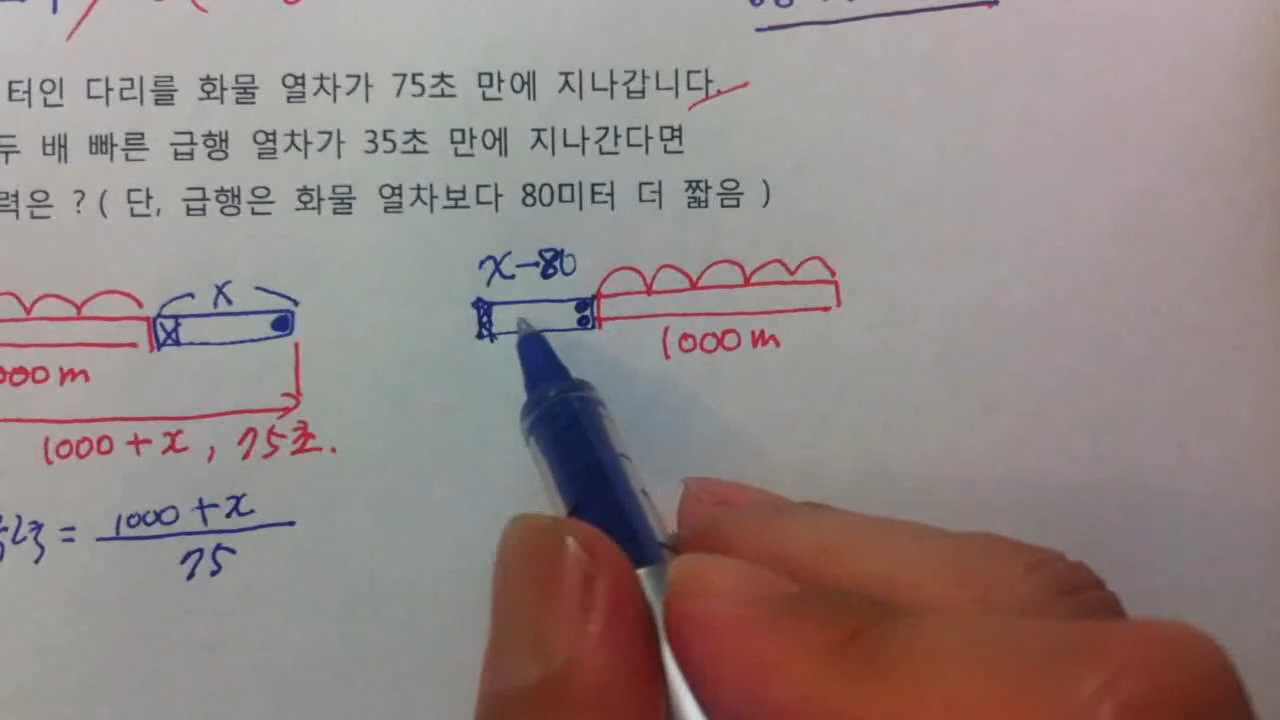 터인 다리를 화물 열차가 75초 만에 지나갑니다.
두 배 빠른 급행 열차가 35초 만에 지나간다면
력은 ? ( 단, 급행은 화물 열차보다 80미터 더 짧음 )
x
x-80
000m
1000m
1000+x, 75초.
= 1000+x
75